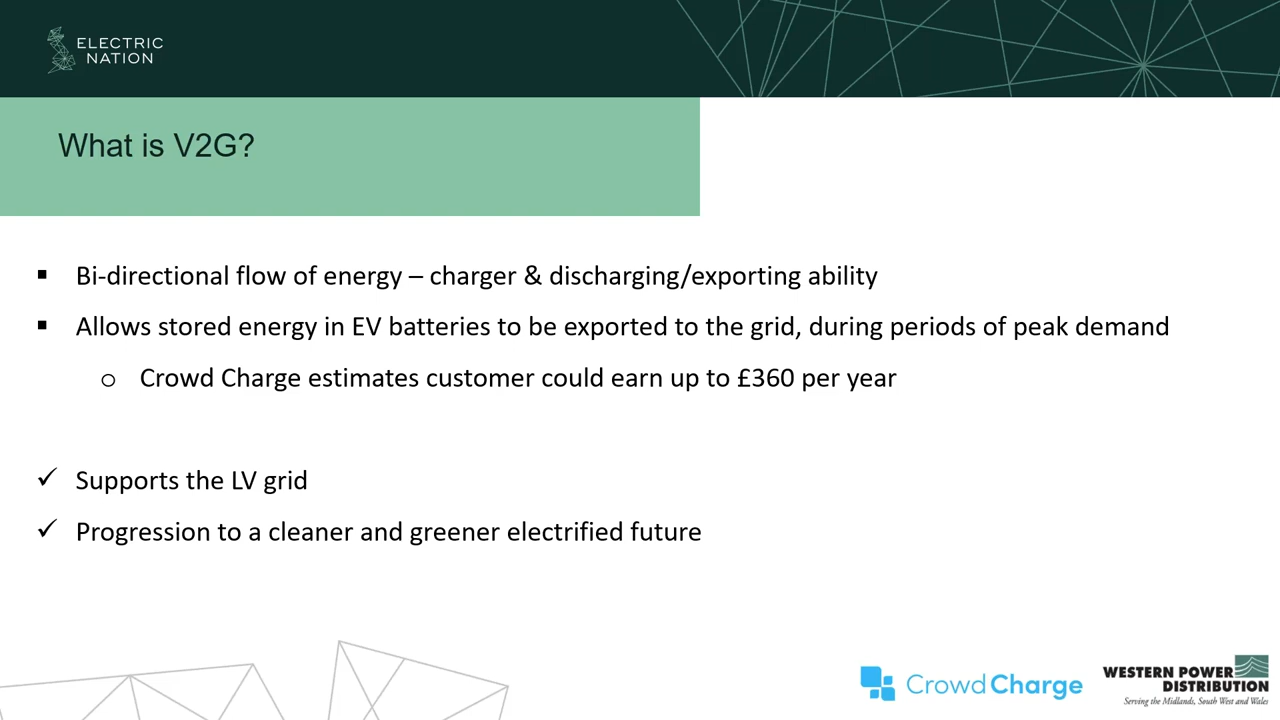 ELECTRIC
NATION
What is V2G?
▪ Bi-directional flow of energy – charger & discharging/exporting ability
▪ Allows stored energy in EV batteries to be exported to the grid, during periods of peak demand
o Crowd Charge estimates customer could earn up to £360 per year
✓ Supports the LV grid
✓ Progression to a cleaner and greener electrified future
CrowdCharge
WESTERN POWER
DISTRIBUTION
Serving the Midlands, South West and Wales